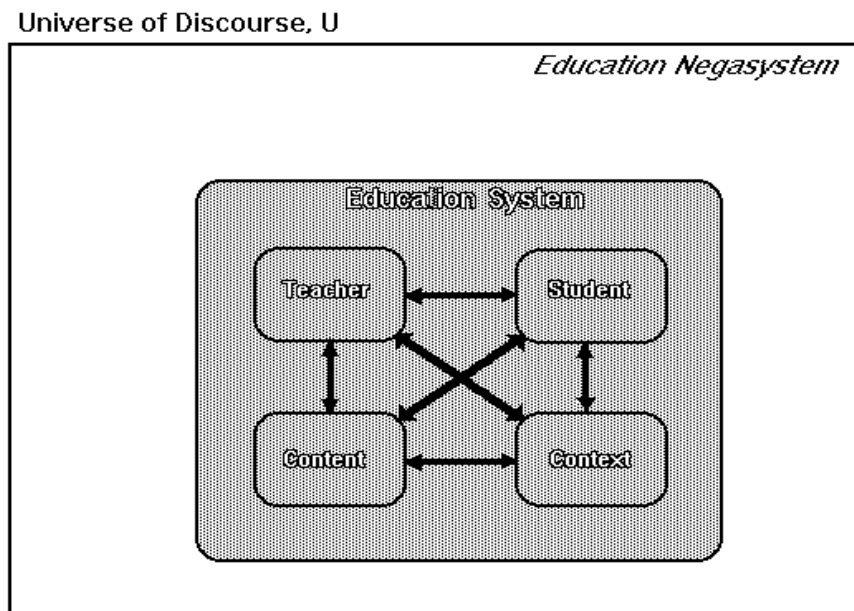 Universe of Discourse, U
Education Negasystem
Education System
Teacher
Student
Content
Context